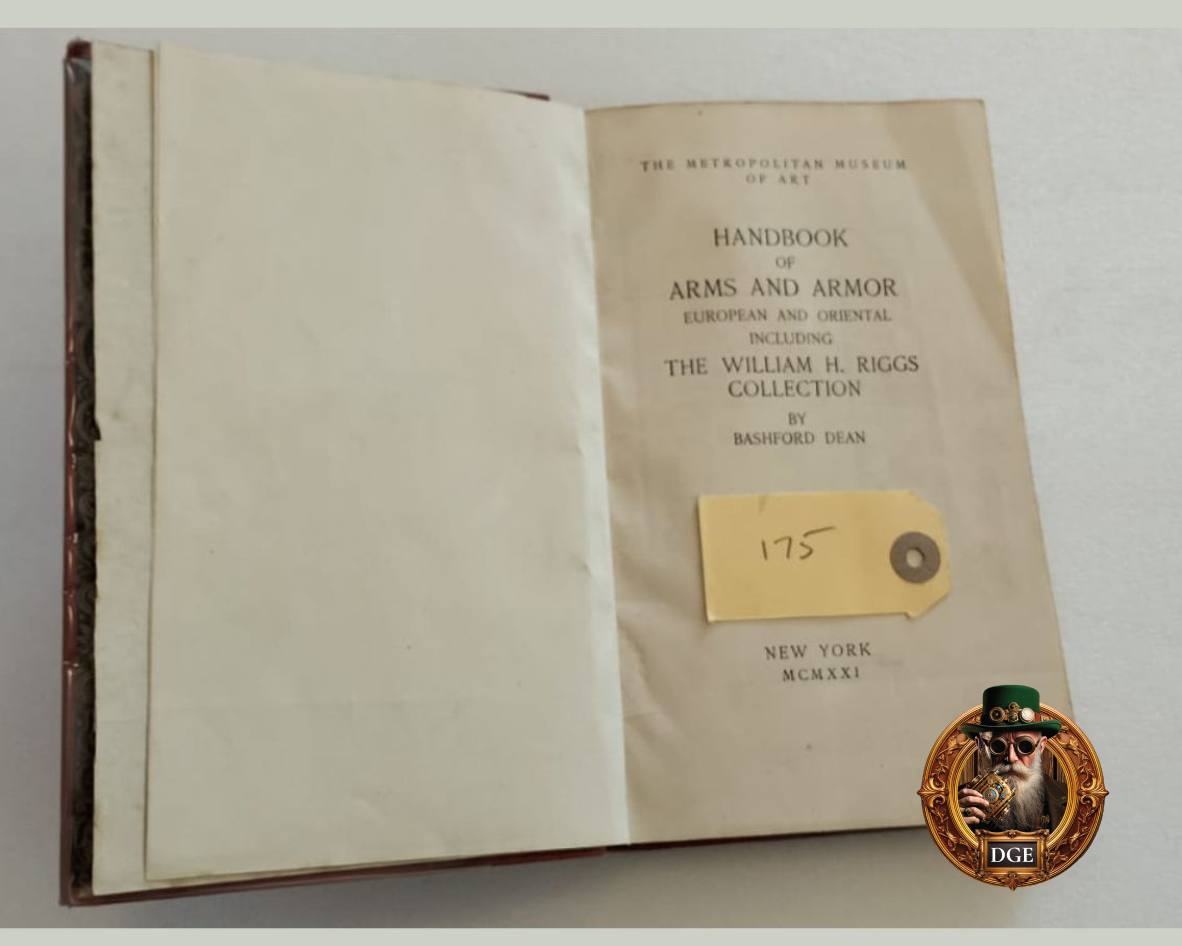 THE METROPOLITAN MUSEUM
OF ART
HANDBOOK
OF
ARMS AND ARMOR
EUROPEAN AND ORIENTAL
INCLUDING
THE WILLIAM H. RIGGS
COLLECTION
BY
BASHFORD DEAN
175
NEW YORK
MCMXXI
DGE